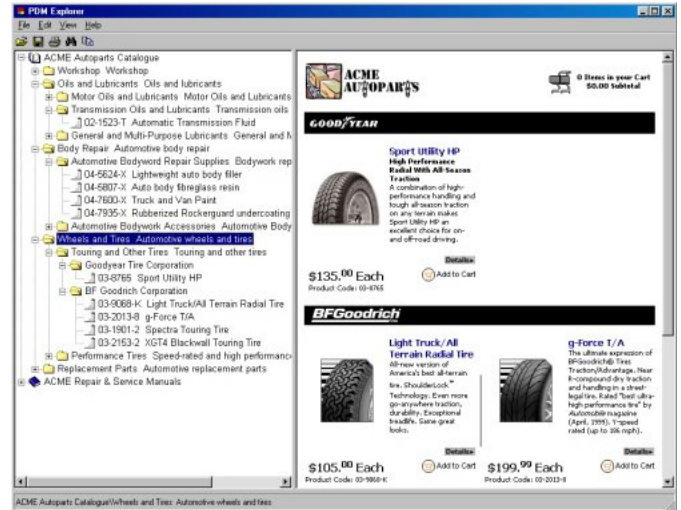 PDM Explorer
File Edit View Help
ACME Autoparts Catalogue
Workshop Workshop
Oils and Lubricants Oils and lubricants
Motor Oils and Lubricants Motor Oils and Lubricants
Transmission Oils and Lubricants Transmission oils
02-1523-T Automatic Transmission Fluid
General and Multi-Purpose Lubricants General and M
Body Repair Automotive body repair
Automotive Bodyword Repair Supplies Bodywork rep
04-5624-X Lightweight auto body filler
04-5807-X Auto body fibreglass resin
04-7600-X Truck and Van Paint
04-7935-X Rubberized Rockerguard undercoating
Automotive Bodywork Accessories Automotive Body
Wheels and Tires Automotive wheels and tires
Touring and Other Tires Touring and other tires
Goodyear Tire Corporation
03-8765 Sport Utility HP
BF Goodrich Corporation
03-9068-K Light Truck/All Terrain Radial Tire
03-2013-8 g-Force T/A
03-1901-2 Spectra Touring Tire
03-2153-2 XGT4 Blackwall Touring Tire
Performance Tires Speed-rated and high performanc
Replacement Parts Automotive replacement parts
ACME Repair & Service Manuals
ACME
AUTOPARTS
0 Items in your Cart
$0.00 Subtotal
GOODYEAR
Sport Utility HP
High Performance
Radial With All-Season
Traction
A combination of high-
performance handling and
tough all-season traction
on any terrain makes
Sport Utility HP an
excellent choice for on-
and off-road driving.
Details
$135.00 Each
Add to Cart
Product Code: 03-8765
BFGoodrich
Light Truck/All
Terrain Radial Tire
All-new version of
America's best all-terrain
tire. ShoulderLock™
Technology. Even more
go-anywhere traction,
durability. Exceptional
treadlife. Same great
looks.
Details
$105.00 Each
Add to Cart
Product Code: 03-9068-K
g-Force T/A
The ultimate expression of
BFGoodrich® Tires
Traction/Advantage. Near
R-compound dry traction
and handling in a street-
legal tire. Rated "best ultra-
high performance tire" by
Automobile magazine
(April, 1999). Y-speed
rated (up to 186 mph).
Details
$199.99 Each
Add to Cart
Product Code: 03-2013-8
ACME Autoparts Catalogue\Wheels and Tires Automotive wheels and tires